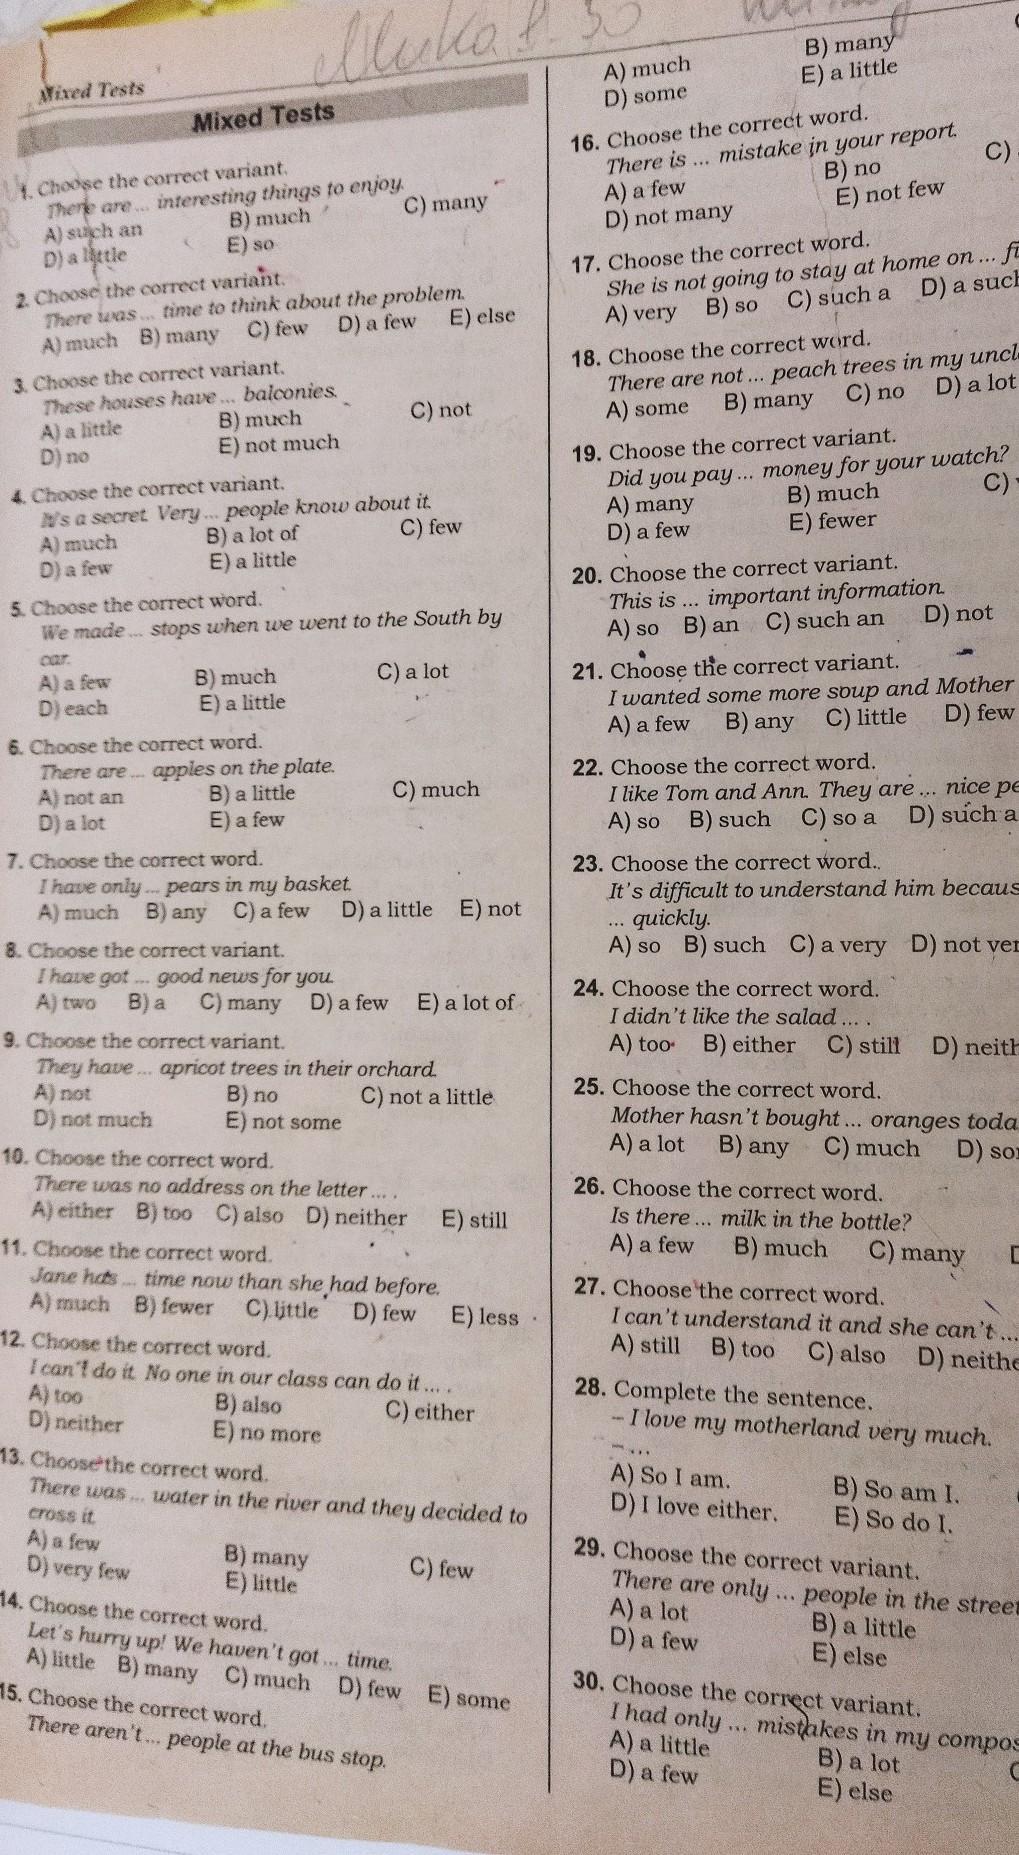 Mixed Tests
Mixed Tests
1. Choose the correct variant.
There are ... interesting things to enjoy.
A) such an B) much C) many
D) a little E) so
2. Choose the correct variant.
There was ... time to think about the problem.
A) much B) many C) few D) a few E) else
3. Choose the correct variant.
These houses have ... balconies.
A) a little B) much C) not
D) no E) not much
4. Choose the correct variant.
It's a secret. Very ... people know about it.
A) much B) a lot of C) few
D) a few E) a little
5. Choose the correct word.
We made ... stops when we went to the South by
car.
A) a few B) much C) a lot
D) each E) a little
6. Choose the correct word.
There are ... apples on the plate.
A) not an B) a little C) much
D) a lot E) a few
7. Choose the correct word.
I have only ... pears in my basket.
A) much B) any C) a few D) a little E) not
8. Choose the correct variant.
I have got ... good news for you.
A) two B) a C) many D) a few E) a lot of
9. Choose the correct variant.
They have ... apricot trees in their orchard.
A) not B) no C) not a little
D) not much E) not some
10. Choose the correct word.
There was no address on the letter ... .
A) either B) too C) also D) neither E) still
11. Choose the correct word.
Jane has ... time now than she had before.
A) much B) fewer C) little D) few E) less
12. Choose the correct word.
I can't do it. No one in our class can do it ... .
A) too B) also C) either
D) neither E) no more
13. Choose the correct word.
There was ... water in the river and they decided to
cross it.
A) a few B) many C) few
D) very few E) little
14. Choose the correct word.
Let's hurry up! We haven't got ... time.
A) little B) many C) much D) few E) some
15. Choose the correct word.
There aren't ... people at the bus stop.
A) much B) many
D) some E) a little
16. Choose the correct word.
There is ... mistake in your report.
A) a few B) no C)
D) not many E) not few
17. Choose the correct word.
She is not going to stay at home on ... fi
A) very B) so C) such a D) a such
18. Choose the correct word.
There are not ... peach trees in my uncl
A) some B) many C) no D) a lot
19. Choose the correct variant.
Did you pay ... money for your watch?
A) many B) much C)
D) a few E) fewer
20. Choose the correct variant.
This is ... important information.
A) so B) an C) such an D) not
21. Choose the correct variant.
I wanted some more soup and Mother
A) a few B) any C) little D) few
22. Choose the correct word.
I like Tom and Ann. They are ... nice pe
A) so B) such C) so a D) such a
23. Choose the correct word.
It's difficult to understand him becaus
... quickly.
A) so B) such C) a very D) not ver
24. Choose the correct word.
I didn't like the salad ... .
A) too B) either C) still D) neith
25. Choose the correct word.
Mother hasn't bought ... oranges toda
A) a lot B) any C) much D) so
26. Choose the correct word.
Is there ... milk in the bottle?
A) a few B) much C) many
27. Choose the correct word.
I can't understand it and she can't ...
A) still B) too C) also D) neithe
28. Complete the sentence.
– I love my motherland very much.
– ...
A) So I am. B) So am I.
D) I love either. E) So do I.
29. Choose the correct variant.
There are only ... people in the street
A) a lot B) a little
D) a few E) else
30. Choose the correct variant.
I had only ... mistakes in my compos
A) a little B) a lot
D) a few E) else